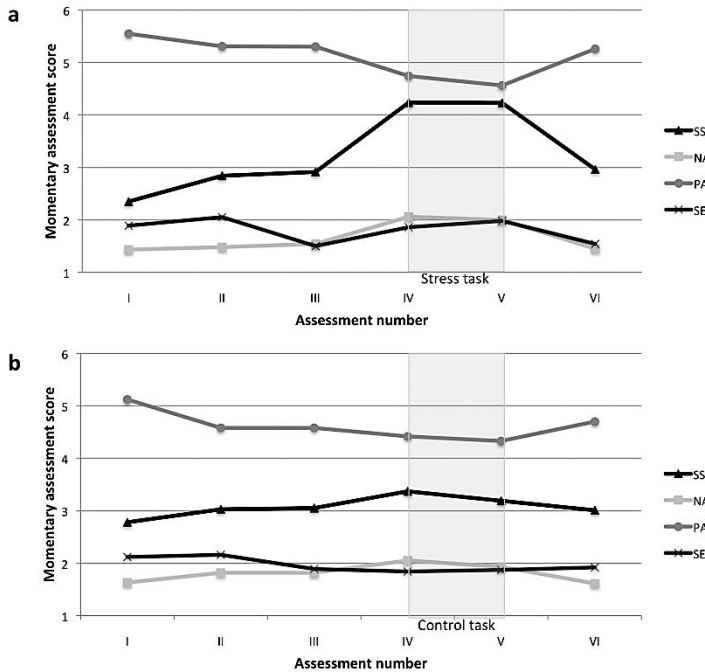 a
Momentary assessment score
6
5
4
3
2
1
SS
NA
PA
SE
Stress task
I II III IV V VI
Assessment number
b
Momentary assessment score
6
5
4
3
2
1
SS
NA
PA
SE
Control task
I II III IV V VI
Assessment number